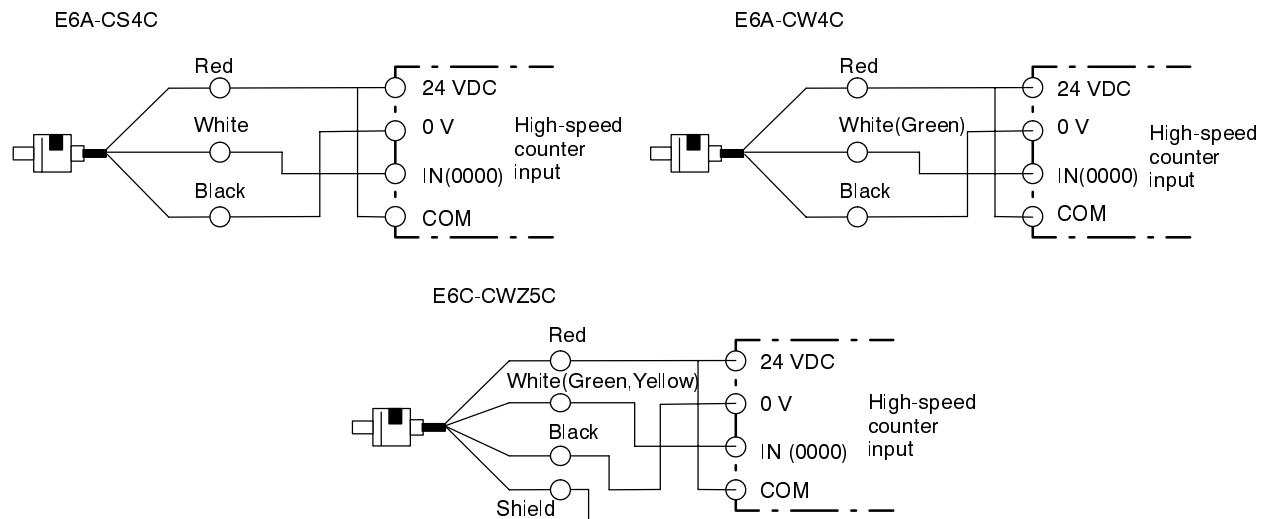 E6A-CS4C
Red
White
Black
24 VDC
0 V
IN(0000)
COM
High-speed
counter
input
E6A-CW4C
Red
White(Green)
Black
24 VDC
0 V
IN(0000)
COM
High-speed
counter
input
E6C-CWZ5C
Red
White(Green,Yellow)
Black
Shield
24 VDC
0 V
IN (0000)
COM
High-speed
counter
input